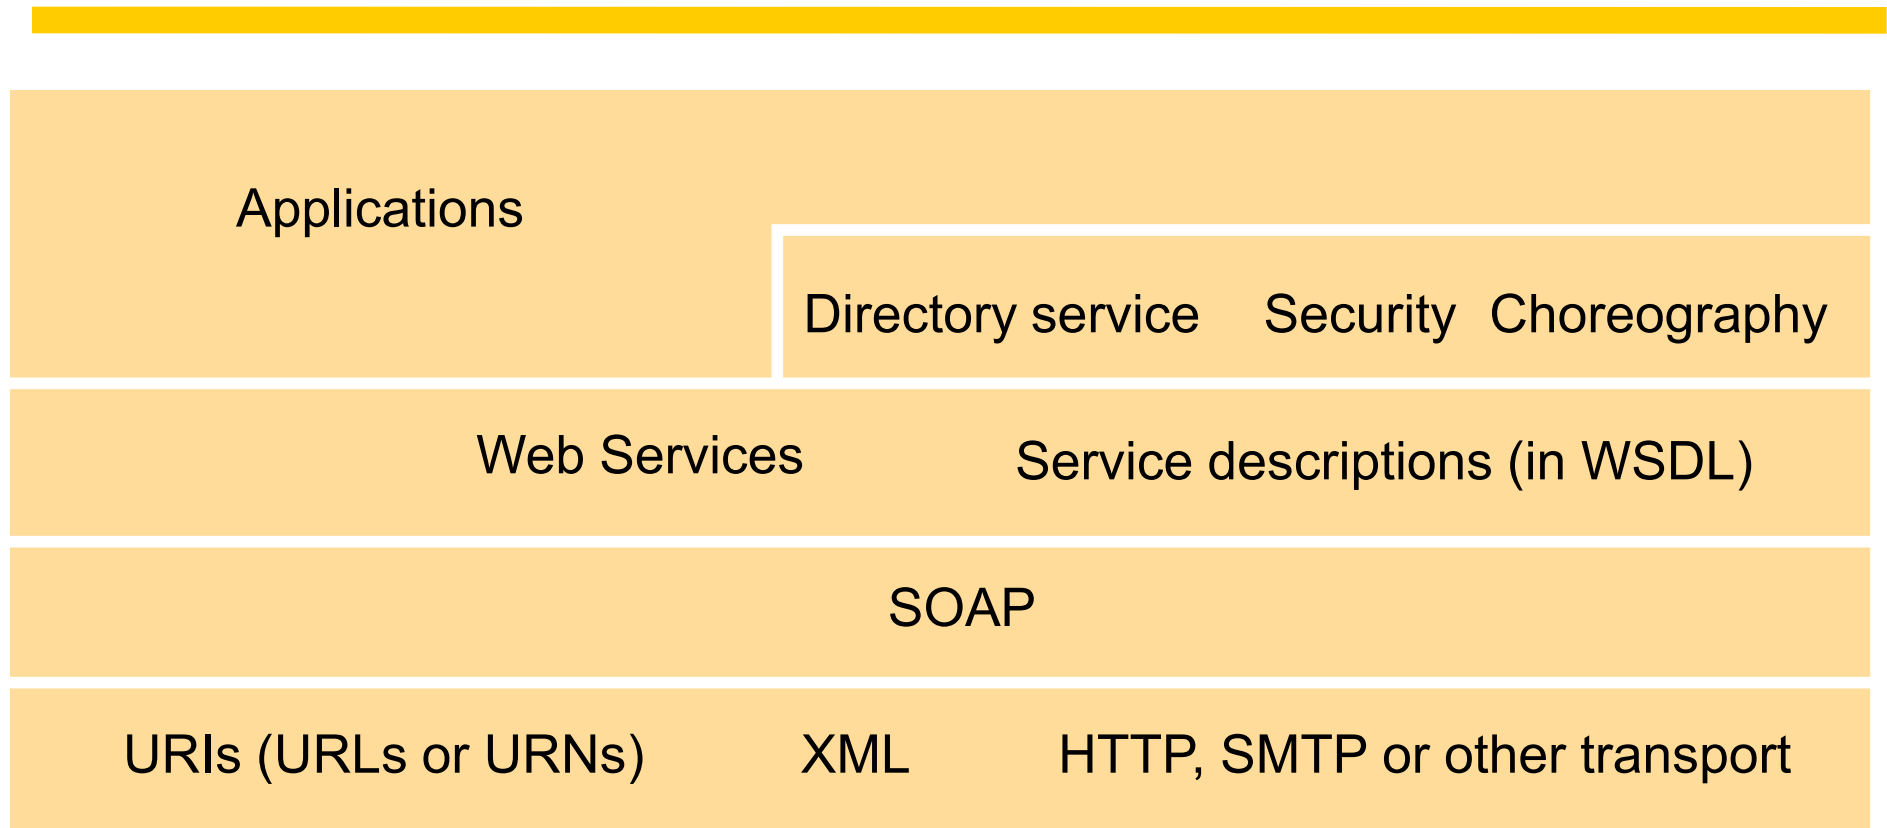 Applications
Directory service Security Choreography
Web Services Service descriptions (in WSDL)
SOAP
URIs (URLs or URNs) XML HTTP, SMTP or other transport